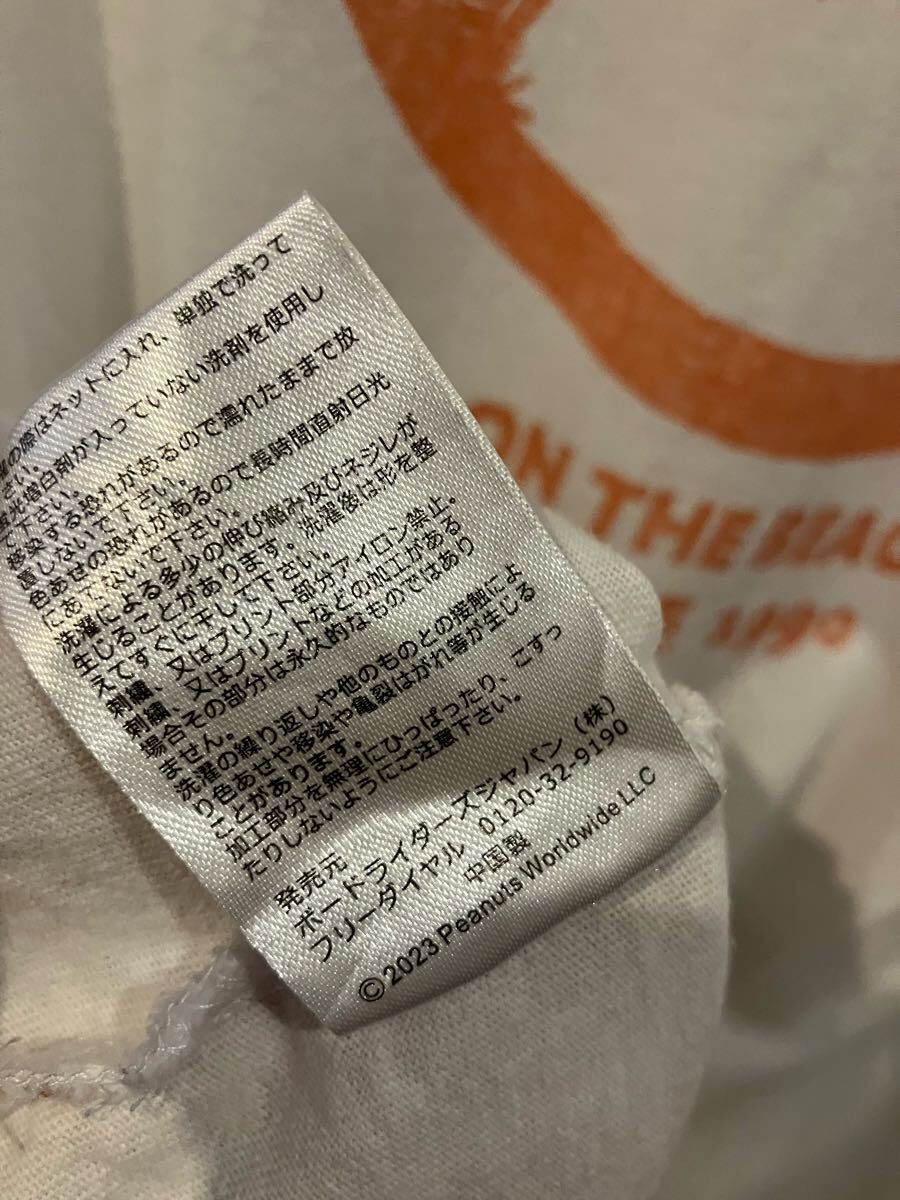 ON THE BEAC
1190
の際はネットに入れ、単独で洗って
さい。
光増白剤が入っていない洗剤を使用し
下さい。
移染する恐れがあるので濡れたままで放
置しないで下さい。
色あせの恐れがあるので長時間直射日光
にあてないで下さい。
洗濯による多少の伸び縮み及びネジレが
生じることがあります。洗濯後は形を整
えてすぐに干して下さい。
刺繍、又はプリント部分アイロン禁止。
刺繍、又はプリントなどの加工がある
場合その部分は永久的なものではあり
ません。
洗濯の繰り返しや他のものとの接触によ
り色あせや移染や亀裂はがれ等が生じる
ことがあります。
加工部分を無理にひっぱったり、こすっ
たりしないようにご注意下さい。
発売元
ボードライダーズジャパン(株)
フリーダイヤル 0120-32-9190
中国製
©2023 Peanuts Worldwide LLC